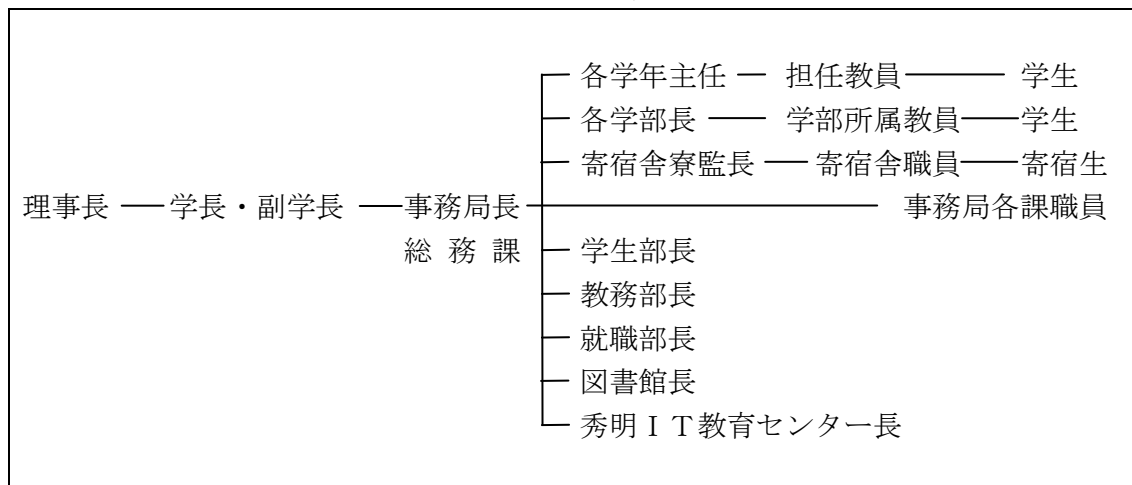 各学年主任 担任教員 学生
各学部長 学部所属教員 学生
寄宿舎寮監長 寄宿舎職員 寄宿生
理事長 学長・副学長 事務局長 事務局各課職員
総務課 学生部長
教務部長
就職部長
図書館長
秀明ＩＴ教育センター長